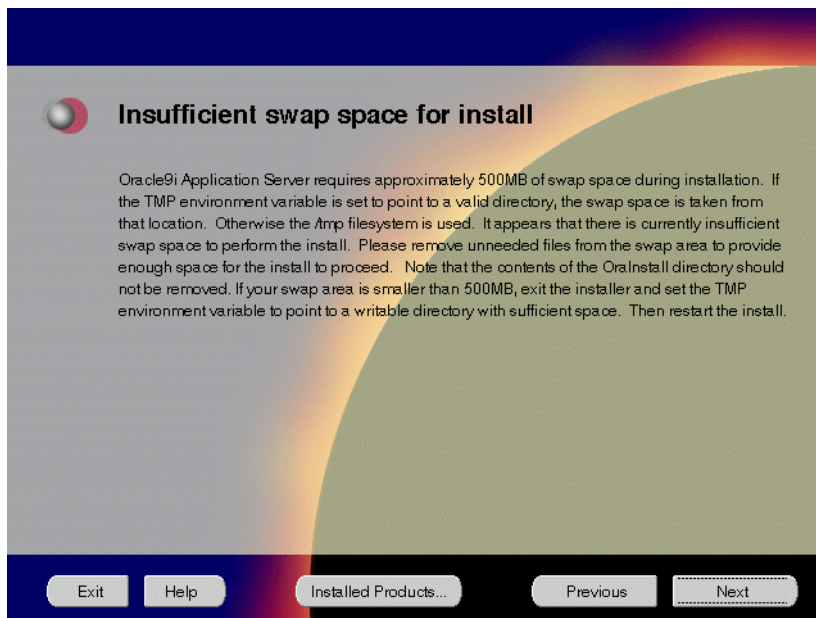 Insufficient swap space for install
Oracle9i Application Server requires approximately 500MB of swap space during installation. If
the TMP environment variable is set to point to a valid directory, the swap space is taken from
that location. Otherwise the /tmp filesystem is used. It appears that there is currently insufficient
swap space to perform the install. Please remove unneeded files from the swap area to provide
enough space for the install to proceed. Note that the contents of the OraInstall directory should
not be removed. If your swap area is smaller than 500MB, exit the installer and set the TMP
environment variable to point to a writable directory with sufficient space. Then restart the install.
Exit Help Installed Products... Previous Next